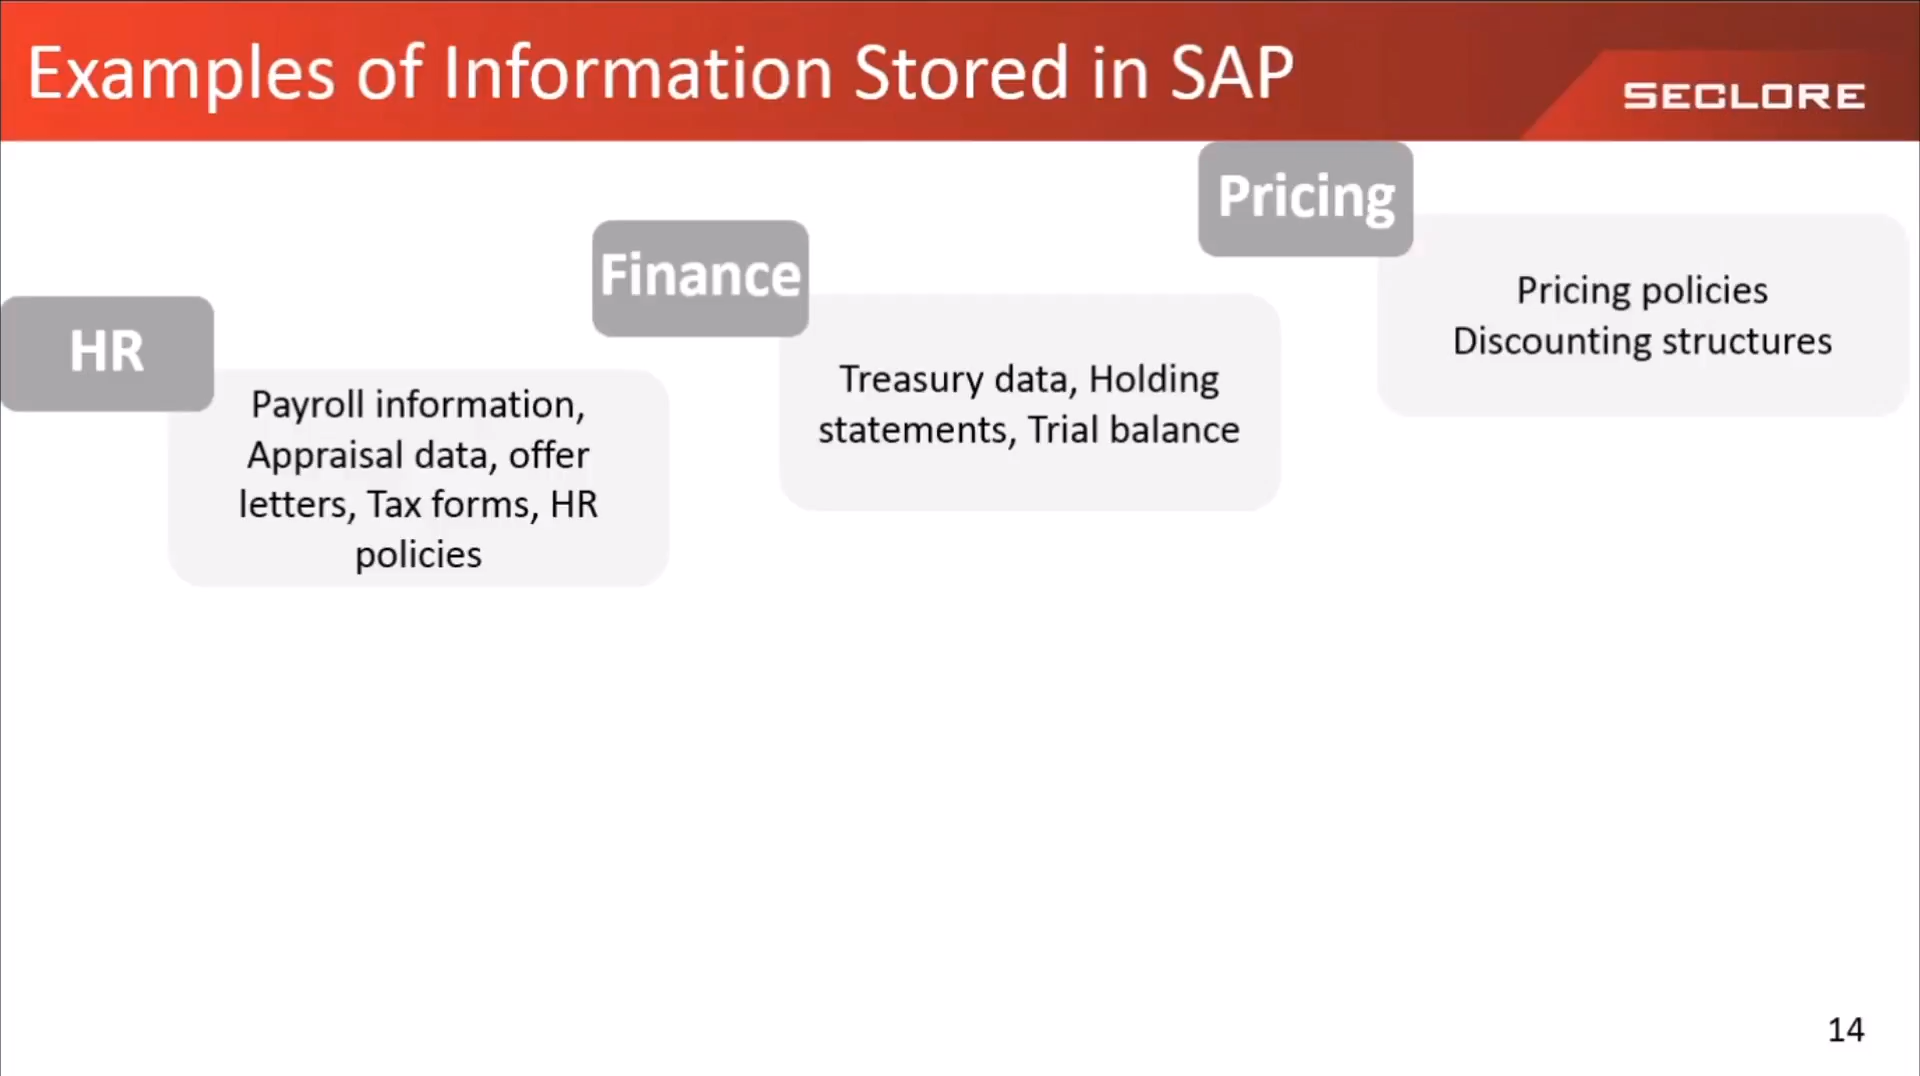 Examples of Information Stored in SAP
SECLORE
HR
Payroll information,
Appraisal data, offer
letters, Tax forms, HR
policies
Finance
Treasury data, Holding
statements, Trial balance
Pricing
Pricing policies
Discounting structures
14